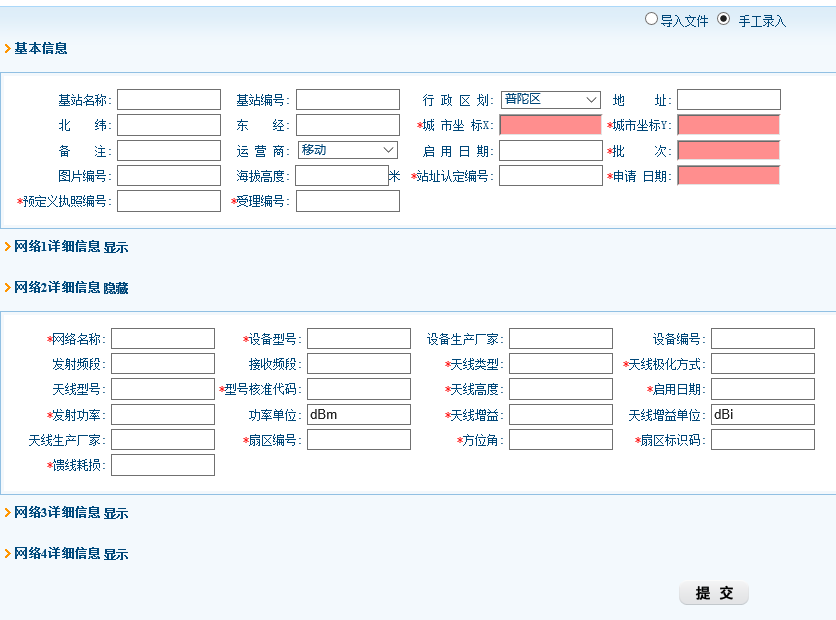 导入文件 手工录入
基本信息
基站名称: 基站编号: 行 政 区 划: 普陀区 地 址:
北 纬: 东 经: *城 市坐 标X: *城市坐标Y:
备 注: 运 营 商: 移动 启 用 日 期: *批 次:
图片编号: 海拔高度: 米 *站址认定编号: *申请 日期:
*预定义执照编号: *受理编号:
网络1详细信息 显示
网络2详细信息 隐藏
*网络名称: *设备型号: 设备生产厂家: 设备编号:
发射频段: 接收频段: *天线类型: *天线极化方式:
天线型号: *型号核准代码: *天线高度: *启用日期:
*发射功率: 功率单位: dBm *天线增益: 天线增益单位: dBi
天线生产厂家: *扇区编号: *方位角: *扇区标识码:
*馈线耗损:
网络3详细信息 显示
网络4详细信息 显示
提 交